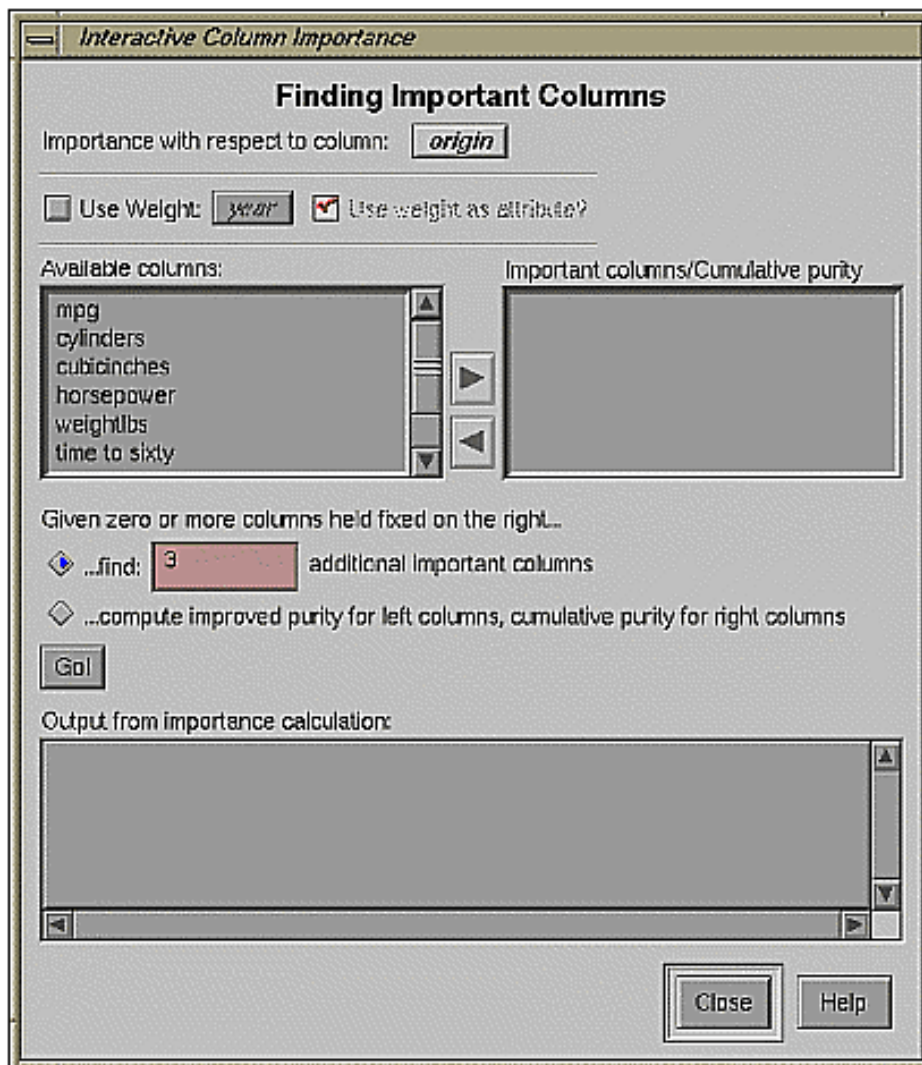 Interactive Column Importance
Finding Important Columns
Importance with respect to column: origin
Use Weight: year Use weight as attribute?
Available columns:
Important columns/Cumulative purity
mpg
cylinders
cubicinches
horsepower
weightlbs
time to sixty
Given zero or more columns held fixed on the right...
...find: 3 additional important columns
...compute improved purity for left columns, cumulative purity for right columns
Go!
Output from importance calculation:
Close Help